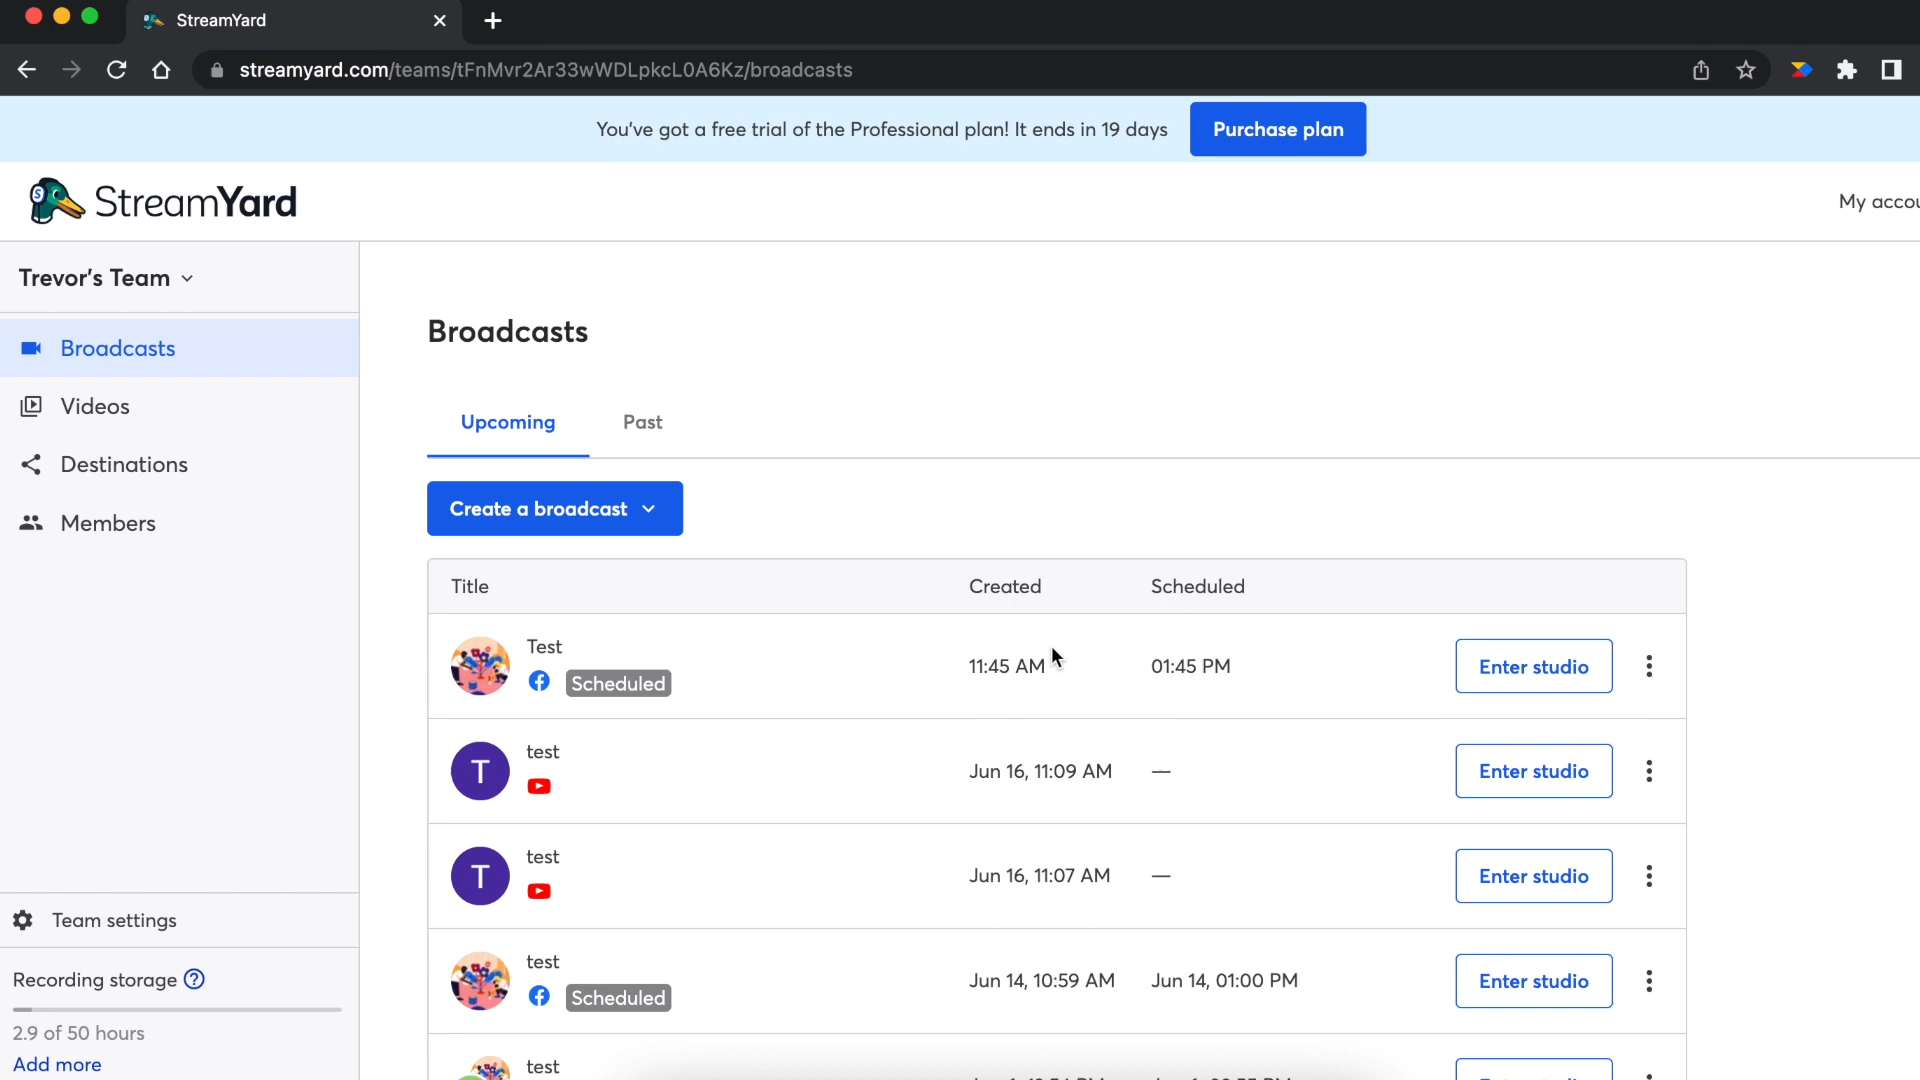 StreamYard
streamyard.com/teams/tFnMvr2Ar33wWDLpkcL0A6Kz/broadcasts
You've got a free trial of the Professional plan! It ends in 19 days
Purchase plan
S
StreamYard
My accou
Trevor's Team
Broadcasts
Videos
Destinations
Members
Team settings
Recording storage ?
2.9 of 50 hours
Add more
Broadcasts
Upcoming Past
Create a broadcast
Title Created Scheduled
Test
Scheduled
11:45 AM 01:45 PM Enter studio
T
test
Jun 16, 11:09 AM — Enter studio
T
test
Jun 16, 11:07 AM — Enter studio
test
Scheduled
Jun 14, 10:59 AM Jun 14, 01:00 PM Enter studio
test